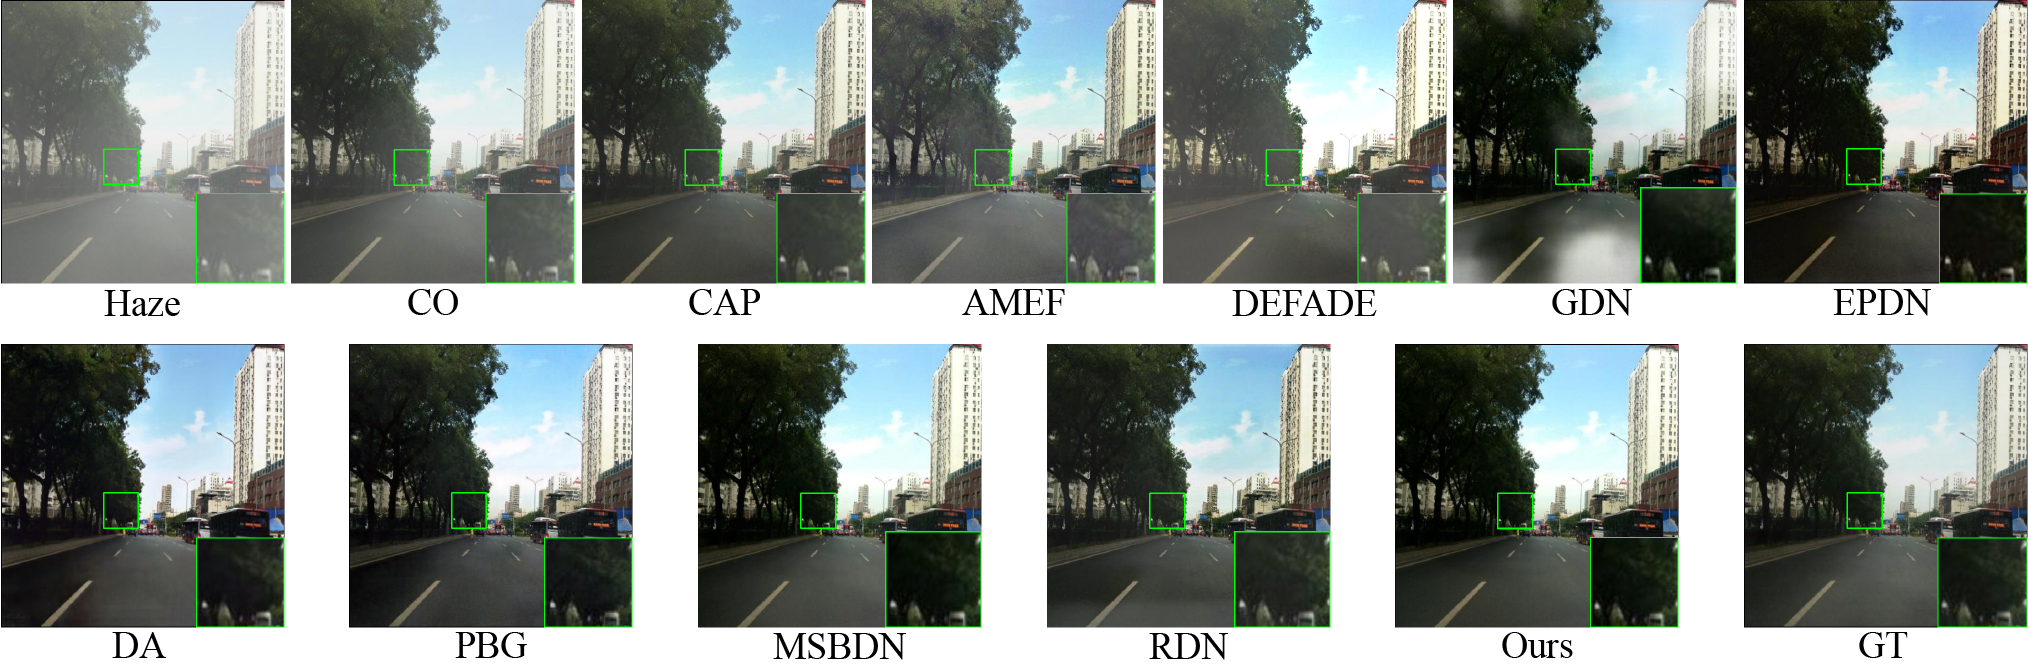 Haze CO CAP AMEF DEFADE GDN EPDN
DA PBG MSBDN RDN Ours GT